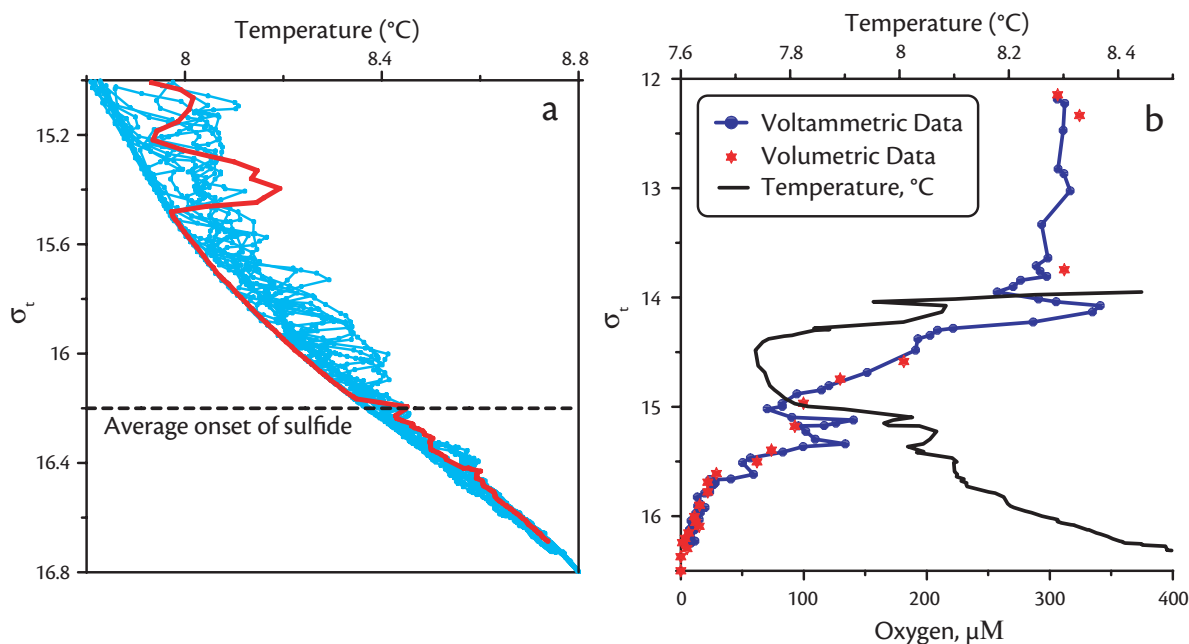 Temperature (°C)
8 8.4 8.8
a
15.2
15.6
16
16.4
16.8
σt
Average onset of sulfide
Temperature (°C)
7.6 7.8 8 8.2 8.4
b
Voltammetric Data
Volumetric Data
Temperature, °C
12
13
14
15
16
σt
0 100 200 300 400
Oxygen, μM